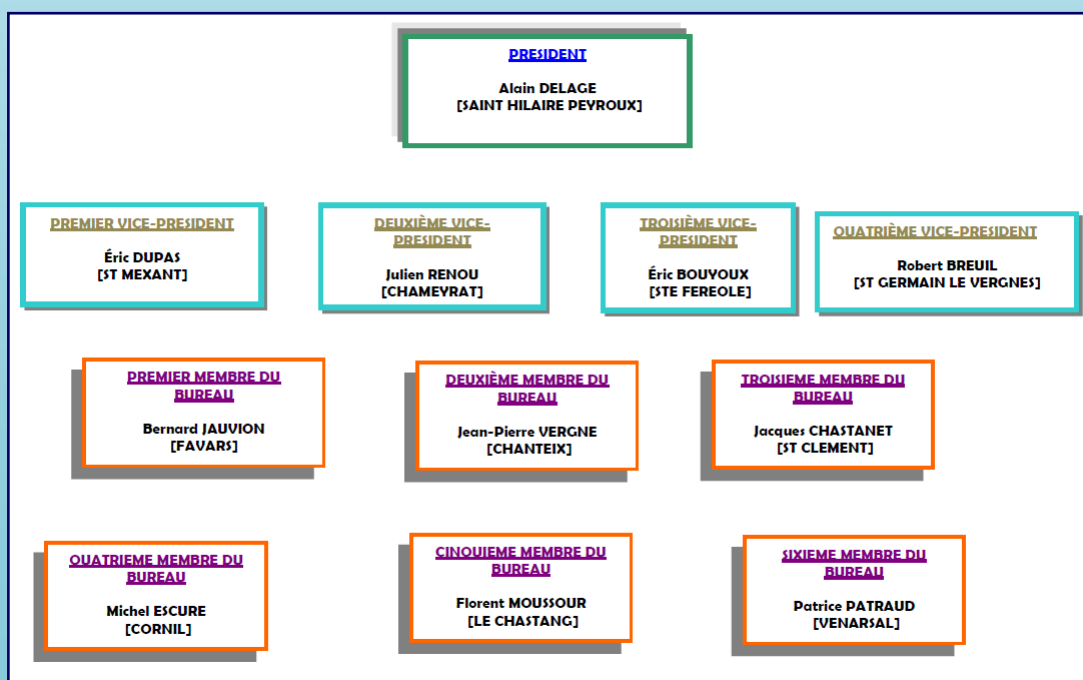 PRESIDENT
Alain DELAGE
[SAINT HILAIRE PEYROUX]
PREMIER VICE-PRESIDENT
Éric DUPAS
[ST MEXANT]
DEUXIÈME VICE-
PRESIDENT
Julien RENOU
[CHAMEYRAT]
TROISIÈME VICE-
PRESIDENT
Éric BOUYOUX
[STE FEREOLE]
QUATRIÈME VICE-PRESIDENT
Robert BREUIL
[ST GERMAIN LE VERGNES]
PREMIER MEMBRE DU
BUREAU
Bernard JAUVION
[FAVARS]
DEUXIÈME MEMBRE DU
BUREAU
Jean-Pierre VERGNE
[CHANTEIX]
TROISIEME MEMBRE DU
BUREAU
Jacques CHASTANET
[ST CLEMENT]
QUATRIEME MEMBRE DU
BUREAU
Michel ESCURE
[CORNIL]
CINQUIEME MEMBRE DU
BUREAU
Florent MOUSSOUR
[LE CHASTANG]
SIXIEME MEMBRE DU
BUREAU
Patrice PATRAUD
[VENARSAL]